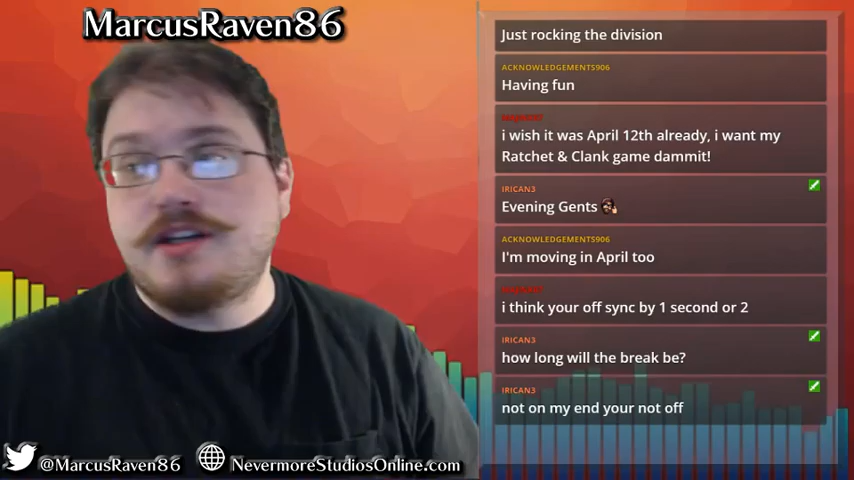 MarcusRaven86
Just rocking the division
ACKNOWLEDGEMENTS906
Having fun
i wish it was April 12th already, i want my
Ratchet & Clank game dammit!
IRICAN3
Evening Gents
ACKNOWLEDGEMENTS906
I'm moving in April too
i think your off sync by 1 second or 2
IRICAN3
how long will the break be?
IRICAN3
not on my end your not off
@MarcusRaven86
NevermoreStudiosOnline.com